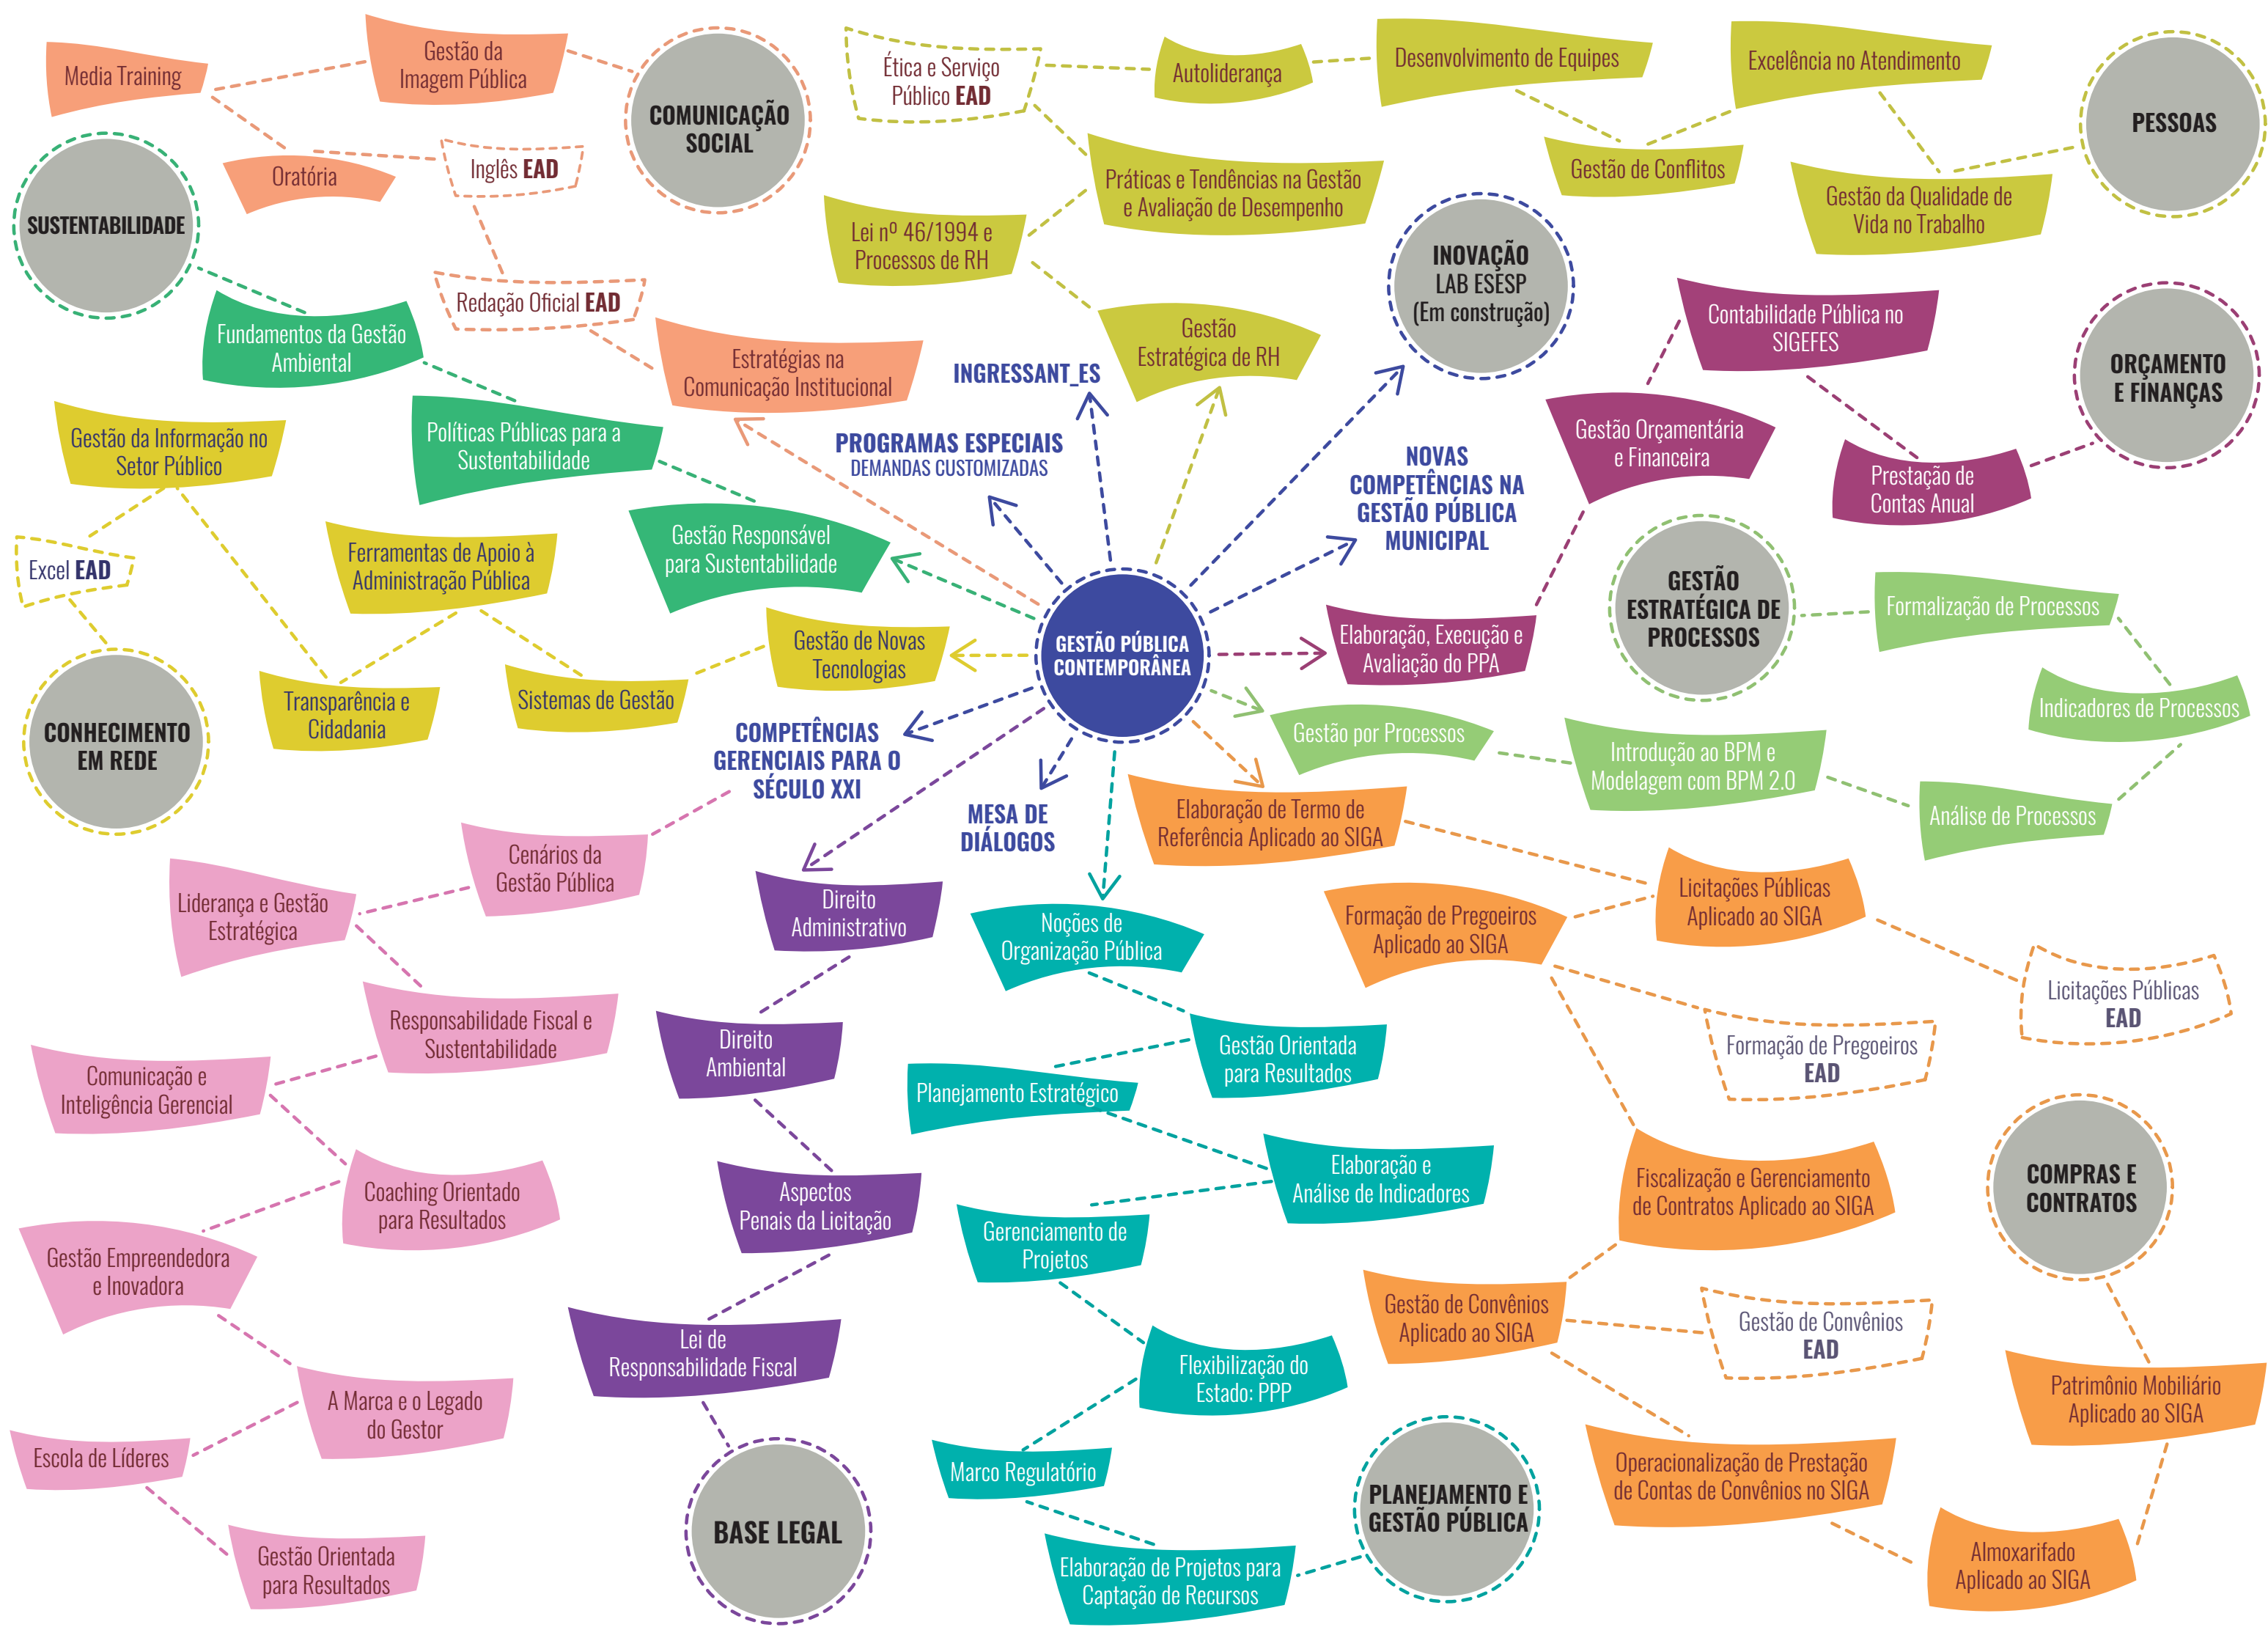 Gestão da
Imagem Pública
Media Training
COMUNICAÇÃO
SOCIAL
Oratória
Inglês EAD
Redação Oficial EAD
Estratégias na
Comunicação Institucional
SUSTENTABILIDADE
Fundamentos da Gestão
Ambiental
Políticas Públicas para a
Sustentabilidade
Gestão Responsável
para Sustentabilidade
Ética e Serviço
Público EAD
Autoliderança
Desenvolvimento de Equipes
Excelência no Atendimento
PESSOAS
Gestão de Conflitos
Gestão da Qualidade de
Vida no Trabalho
Práticas e Tendências na Gestão
e Avaliação de Desempenho
Lei nº 46/1994 e
Processos de RH
Gestão
Estratégica de RH
INOVAÇÃO
LAB ESESP
(Em construção)
INGRESSANT_ES
PROGRAMAS ESPECIAIS
DEMANDAS CUSTOMIZADAS
NOVAS
COMPETÊNCIAS NA
GESTÃO PÚBLICA
MUNICIPAL
Contabilidade Pública no
SIGEFES
ORÇAMENTO
E FINANÇAS
Gestão Orçamentária
e Financeira
Prestação de
Contas Anual
Elaboração, Execução e
Avaliação do PPA
Gestão da Informação no
Setor Público
Excel EAD
Ferramentas de Apoio à
Administração Pública
CONHECIMENTO
EM REDE
Transparência e
Cidadania
Sistemas de Gestão
Gestão de Novas
Tecnologias
GESTÃO PÚBLICA
CONTEMPORÂNEA
GESTÃO
ESTRATÉGICA DE
PROCESSOS
Formalização de Processos
Indicadores de Processos
Gestão por Processos
Introdução ao BPM e
Modelagem com BPM 2.0
Análise de Processos
COMPETÊNCIAS
GERENCIAIS PARA O
SÉCULO XXI
MESA DE
DIÁLOGOS
Cenários da
Gestão Pública
Liderança e Gestão
Estratégica
Responsabilidade Fiscal e
Sustentabilidade
Comunicação e
Inteligência Gerencial
Coaching Orientado
para Resultados
Gestão Empreendedora
e Inovadora
A Marca e o Legado
do Gestor
Escola de Líderes
Gestão Orientada
para Resultados
Direito
Administrativo
Direito
Ambiental
Aspectos
Penais da Licitação
Lei de
Responsabilidade Fiscal
BASE LEGAL
Noções de
Organização Pública
Gestão Orientada
para Resultados
Planejamento Estratégico
Elaboração e
Análise de Indicadores
Gerenciamento de
Projetos
Flexibilização do
Estado: PPP
Marco Regulatório
Elaboração de Projetos para
Captação de Recursos
PLANEJAMENTO E
GESTÃO PÚBLICA
Elaboração de Termo de
Referência Aplicado ao SIGA
Licitações Públicas
Aplicado ao SIGA
Formação de Pregoeiros
Aplicado ao SIGA
Licitações Públicas
EAD
Formação de Pregoeiros
EAD
Fiscalização e Gerenciamento
de Contratos Aplicado ao SIGA
COMPRAS E
CONTRATOS
Gestão de Convênios
Aplicado ao SIGA
Gestão de Convênios
EAD
Patrimônio Mobiliário
Aplicado ao SIGA
Operacionalização de Prestação
de Contas de Convênios no SIGA
Almoxarifado
Aplicado ao SIGA